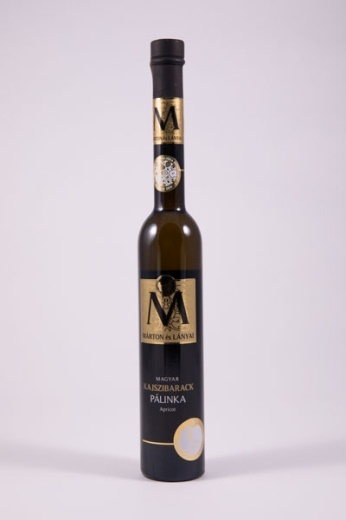 M
MÁRTON ÉS LÁNYAI
M
MÁRTON ÉS LÁNYAI
MAGYAR
KAJSZIBARACK
PÁLINKA
Apricot